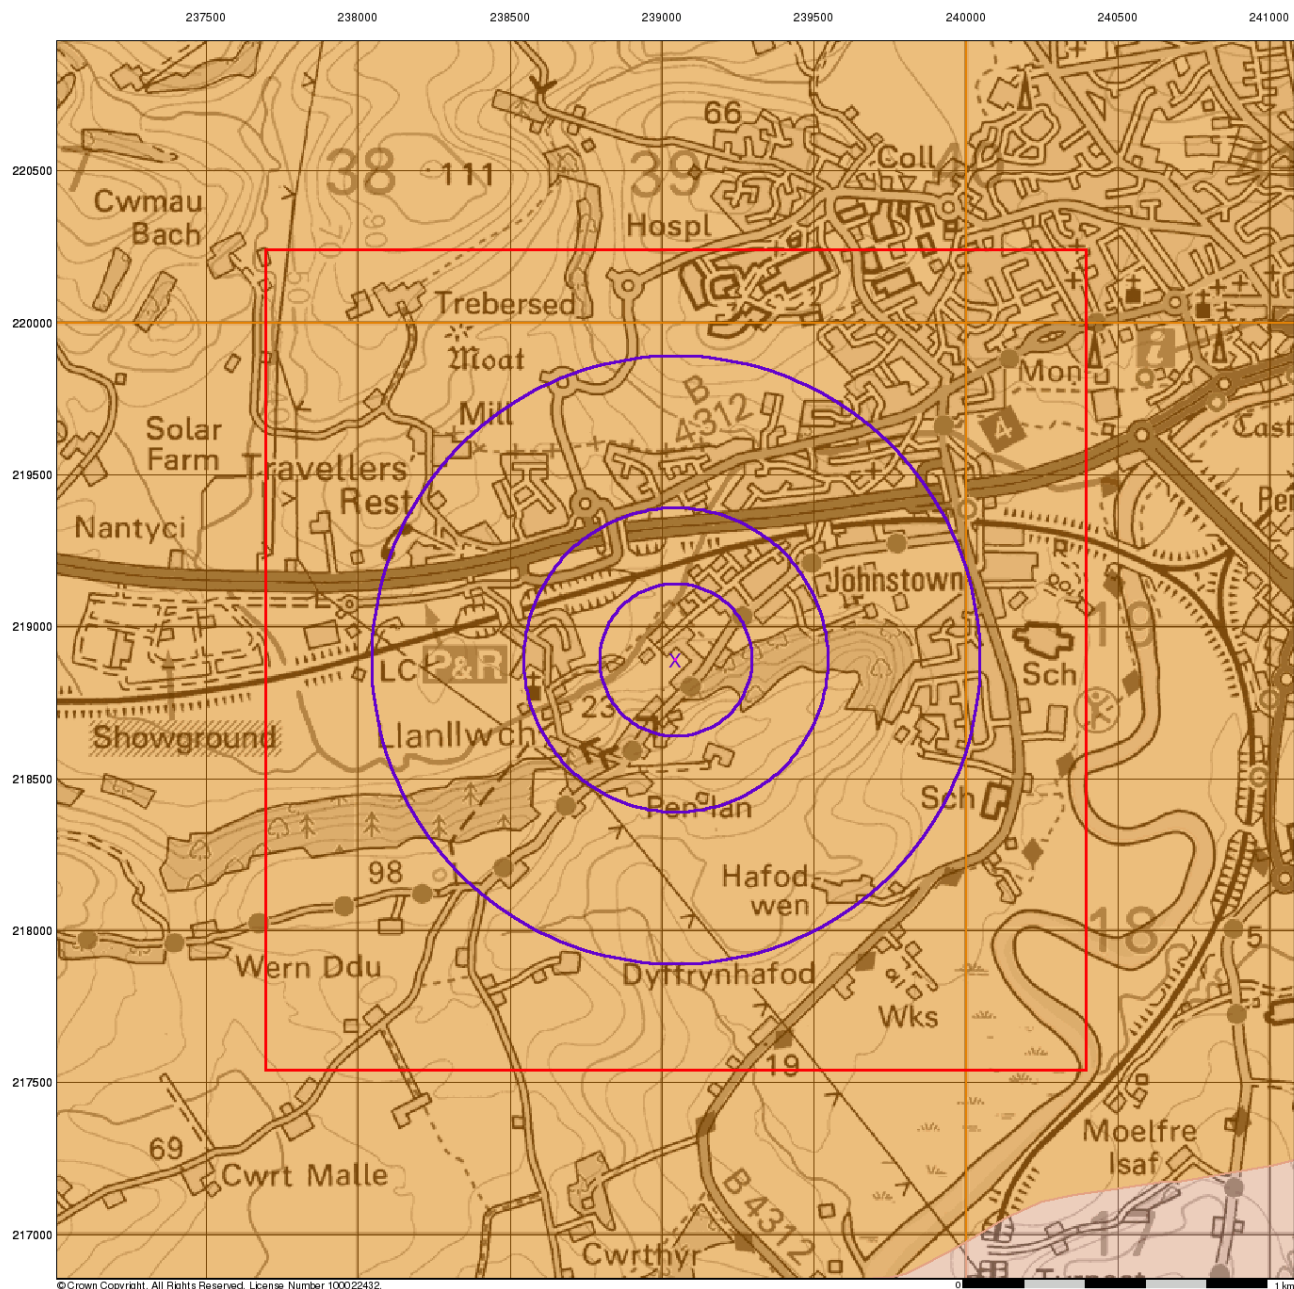 237500 238000 238500 239000 239500 240000 240500 241000
220500
220000
219500
219000
218500
218000
217500
217000
38
111
39
66
Coll
Hospl
Cwmau
Bach
Trebersed
Moat
Mill
B
4312
Mon
i
4
Cast
Solar
Farm
Travellers
Rest
Nantyci
Johnstown
R
19
LC
P&R
Sch
23
Llanllwch
Showground
Pen-lan
Sch
98
Hafod
wen
Wern Ddu
Dyffrynhafod
18
5
Wks
19
69
Cwrt Malle
Moelfre
Isaf
B 4312
17
Cwrthyr
© Crown Copyright. All Rights Reserved. License Number 100022432.
0 1 km